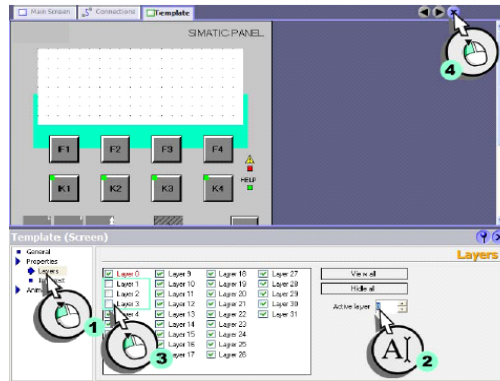 Main Screen Connections Template
SIMATIC PANEL
F1 F2 F3 F4
HELP
K1 K2 K3 K4
4
Template (Screen)
Layers
General
Properties
Layers
Layer 0 Layer 9 Layer 18 Layer 27
Layer 1 Layer 10 Layer 19 Layer 28
Layer 2 Layer 11 Layer 20 Layer 29
Layer 3 Layer 12 Layer 21 Layer 30
Layer 4 Layer 13 Layer 22 Layer 31
Layer 14 Layer 23
Layer 15 Layer 24
Layer 16 Layer 25
Layer 17 Layer 26
View all
Hide all
Active layer
1
3
A
2